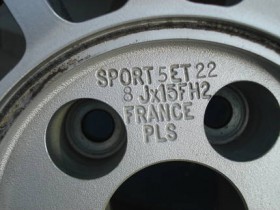 SPORT 5 ET 22
8 Jx15FH2
FRANCE
PLS